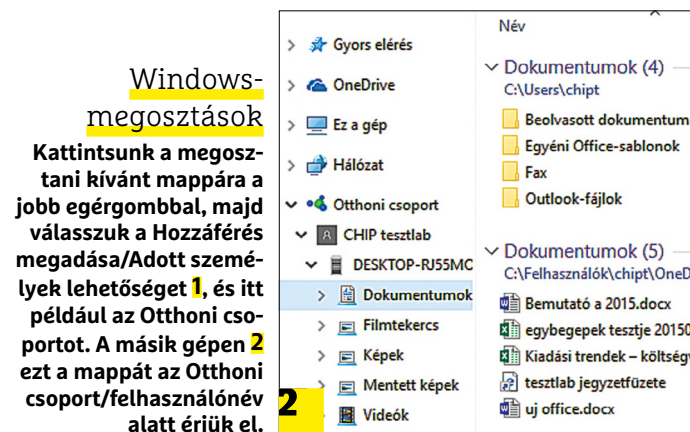 Windows-
megosztások
Kattintsunk a megosz-
tani kívánt mappára a
jobb egérgombbal, majd
válasszuk a Hozzáférés
megadása/Adott szemé-
lyek lehetőséget 1, és itt
például az Otthoni cso-
portot. A másik gépen 2
ezt a mappát az Otthoni
csoport/felhasználónév
alatt érjük el.
Gyors elérés
OneDrive
Ez a gép
Hálózat
Otthoni csoport
CHIP tesztlab
DESKTOP-RJ55MO
Dokumentumok
Filmtekercs
Képek
Mentett képek
Videók
2
Név
Dokumentumok (4)
C:\Users\chipt
Beolvasott dokumentum
Egyéni Office-sablonok
Fax
Outlook-fájlok
Dokumentumok (5)
C:\Felhasználók\chipt\OneD
Bemutató a 2015.docx
egybegepek tesztje 20150
Kiadási trendek – költség
tesztlab jegyzetfüzete
uj office.docx